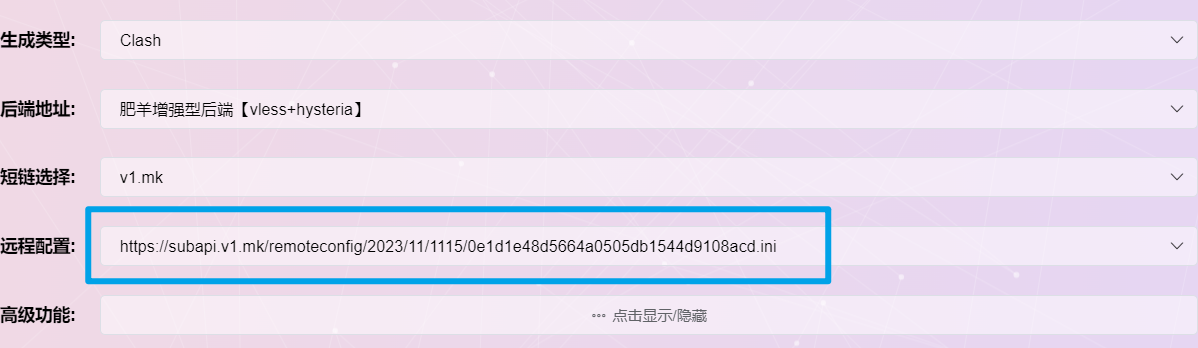 生成类型: Clash
后端地址: 肥羊增强型后端【vless+hysteria】
短链选择: v1.mk
远程配置: https://subapi.v1.mk/remoteconfig/2023/11/1115/0e1d1e48d5664a0505db1544d9108acd.ini
高级功能: 点击显示/隐藏